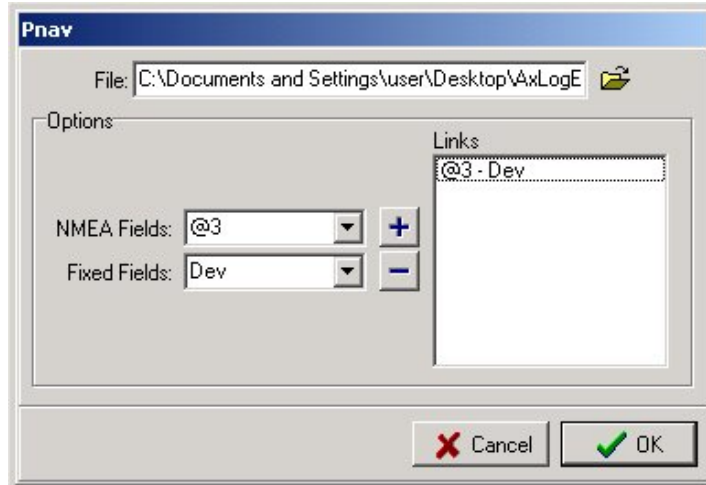 Pnav
File: C:\Documents and Settings\user\Desktop\AxLogE
Options
Links
@3 - Dev
NMEA Fields: @3
Fixed Fields: Dev
Cancel OK